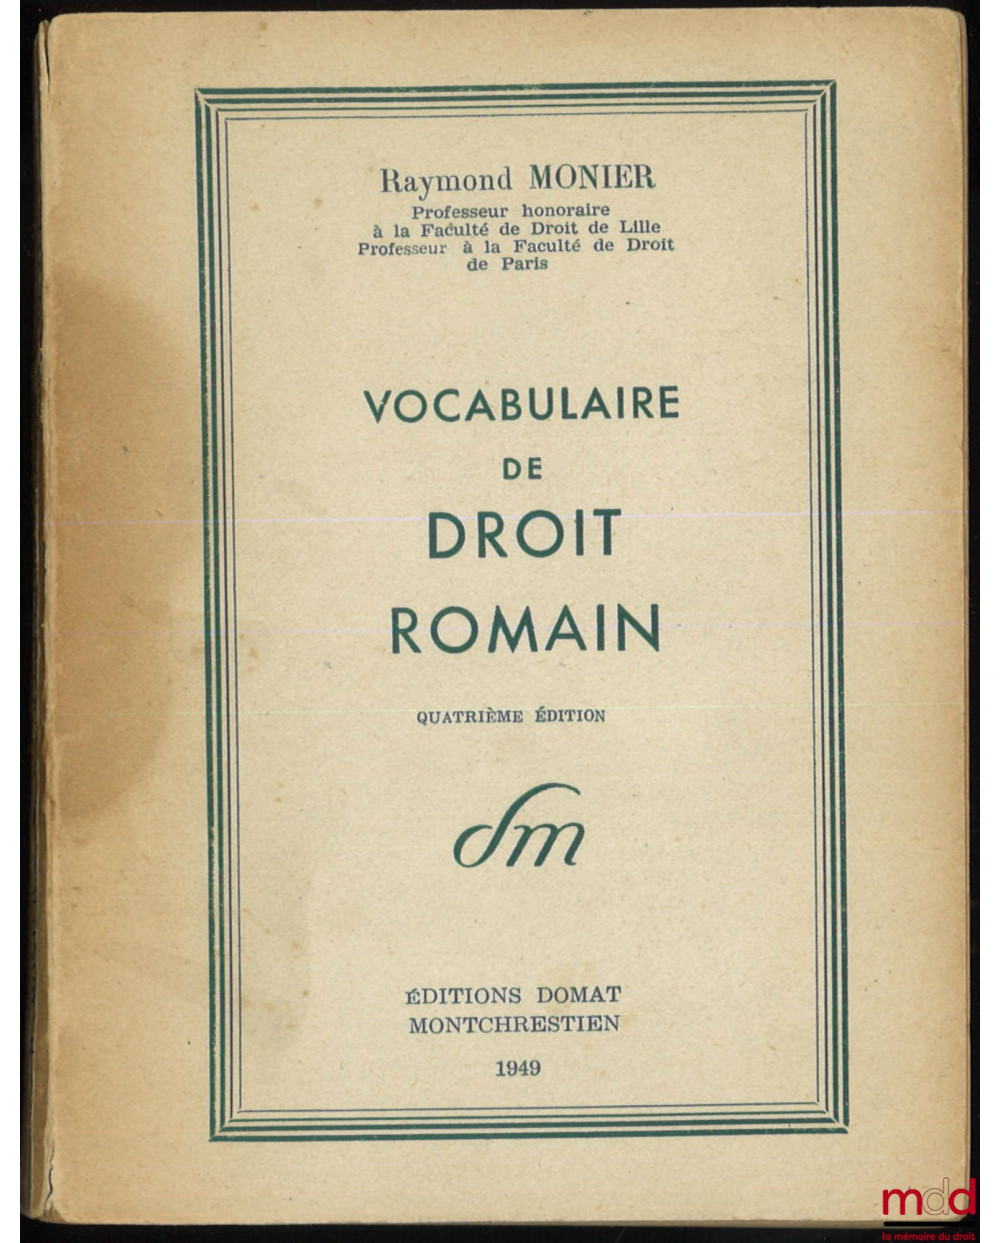 Raymond MONIER
Professeur honoraire
à la Faculté de Droit de Lille
Professeur à la Faculté de Droit
de Paris
VOCABULAIRE
DE
DROIT
ROMAIN
QUATRIÈME ÉDITION
dm
ÉDITIONS DOMAT
MONTCHRESTIEN
1949
mdd
la mémoire du droit